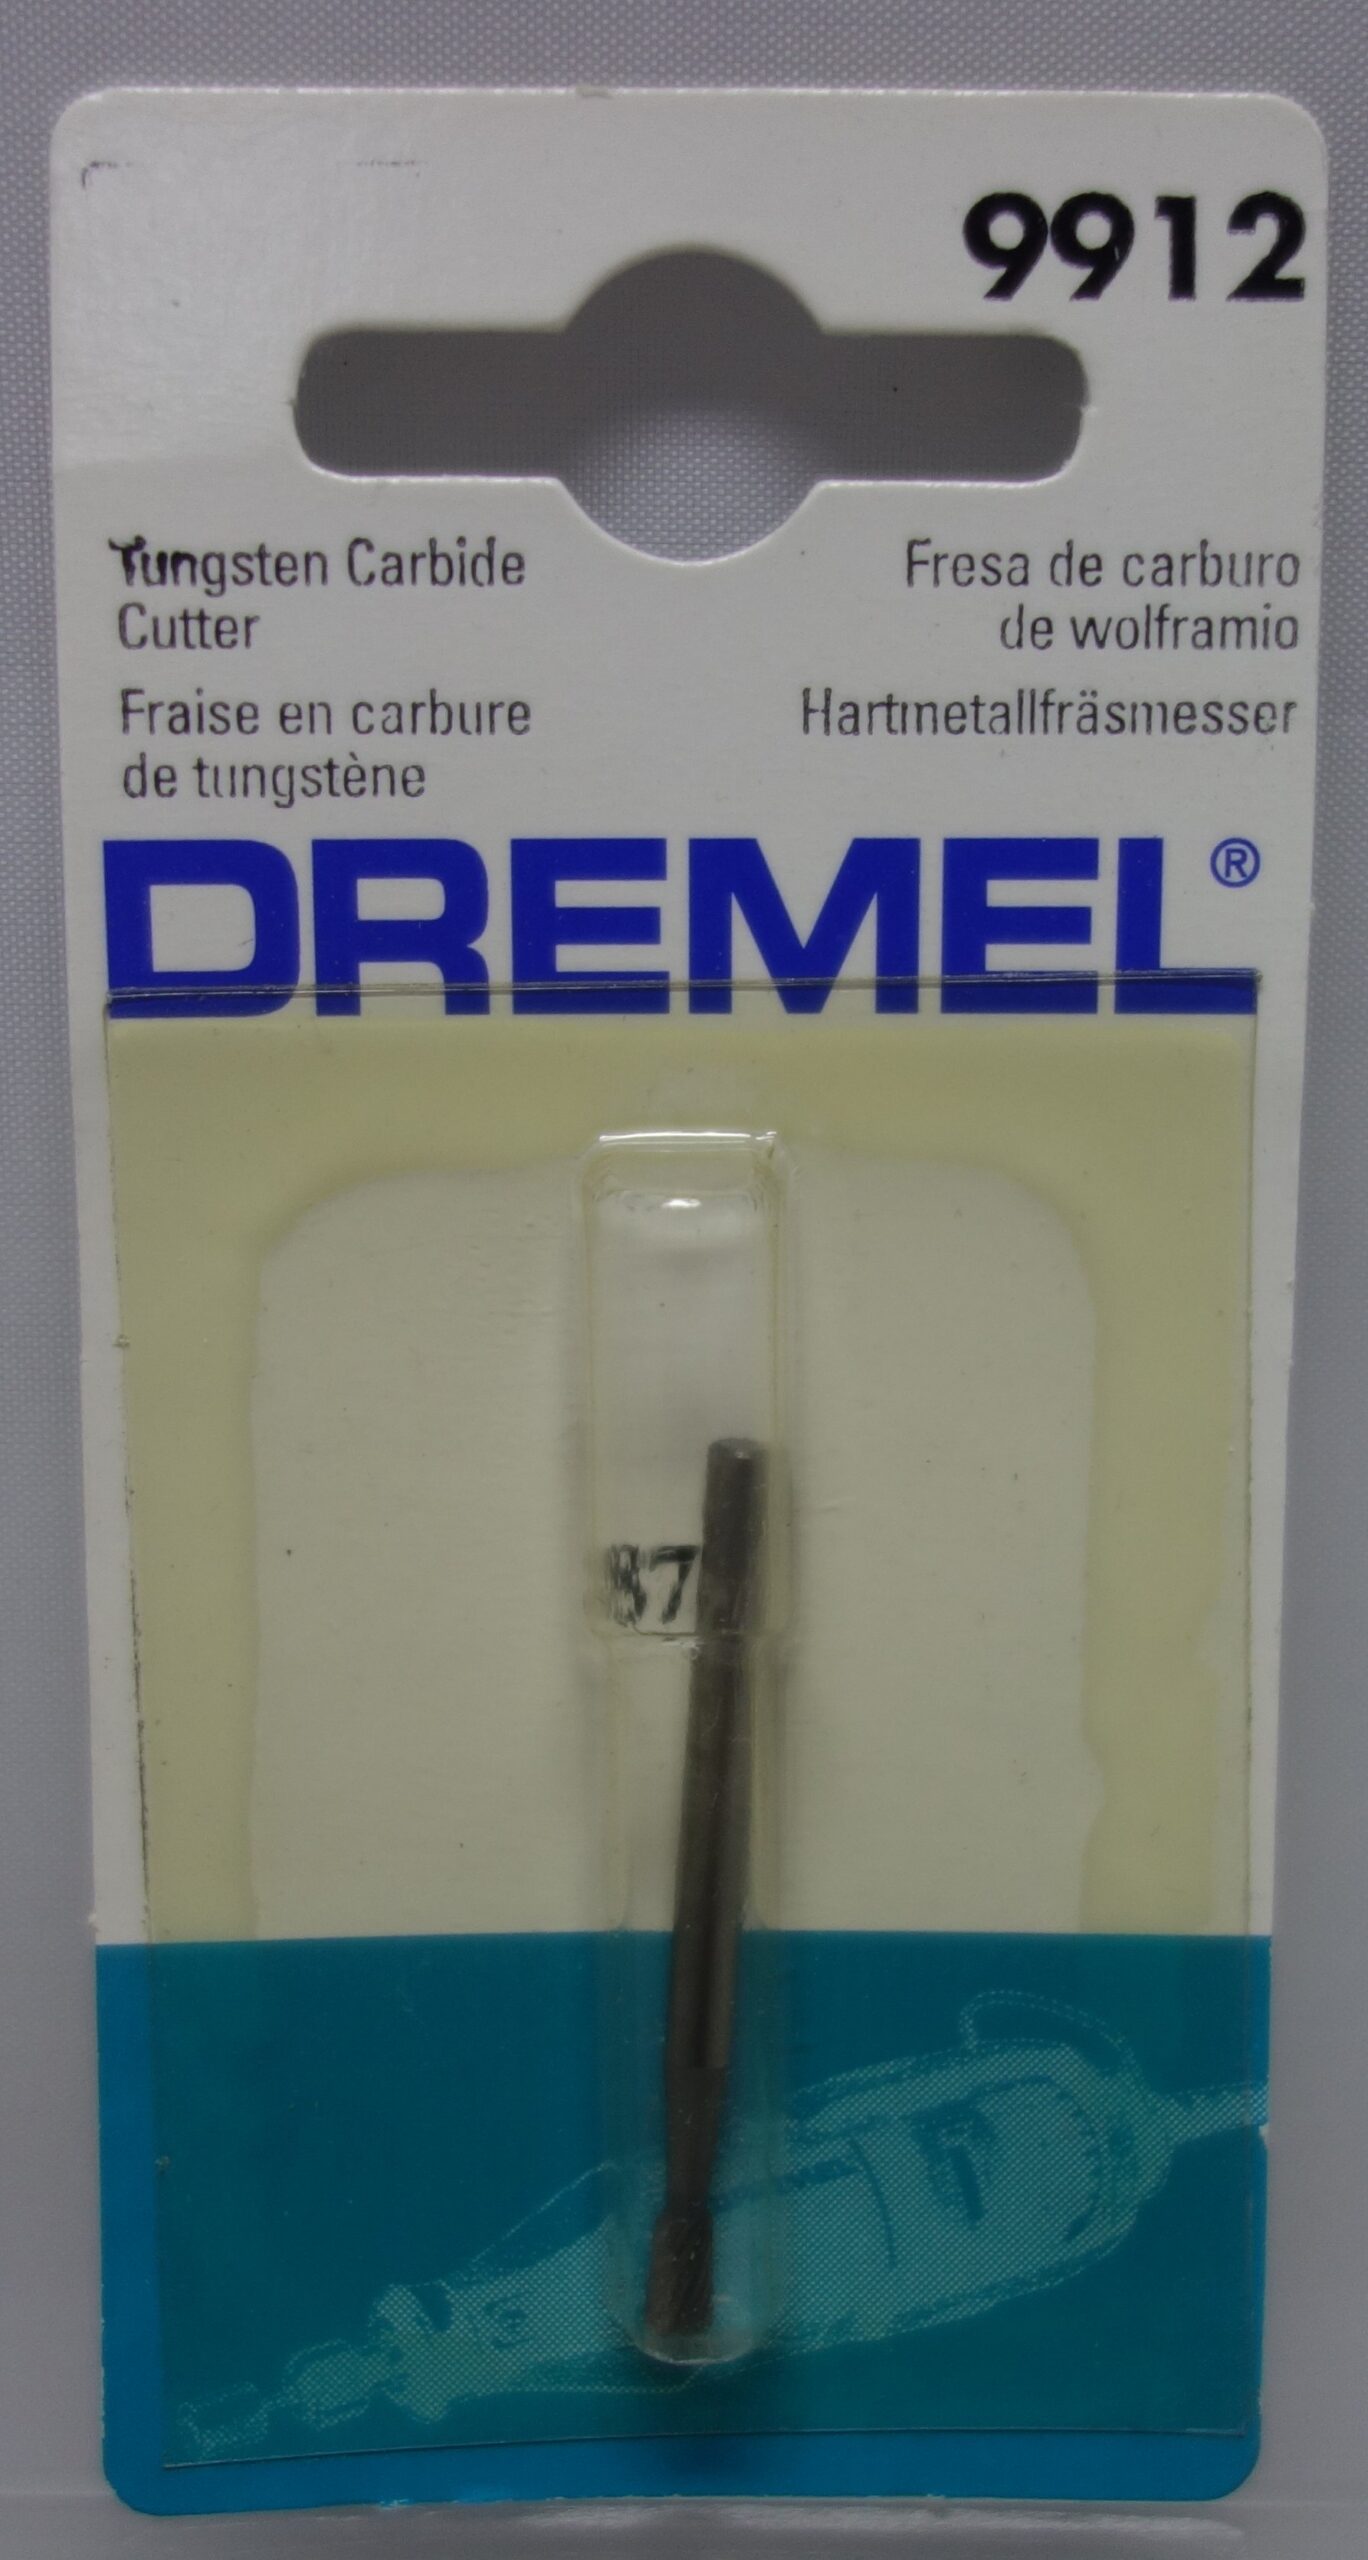 9912
Tungsten Carbide
Cutter
Fraise en carbure
de tungstène
Fresa de carburo
de wolframio
Hartmetallfräsmesser
DREMEL®